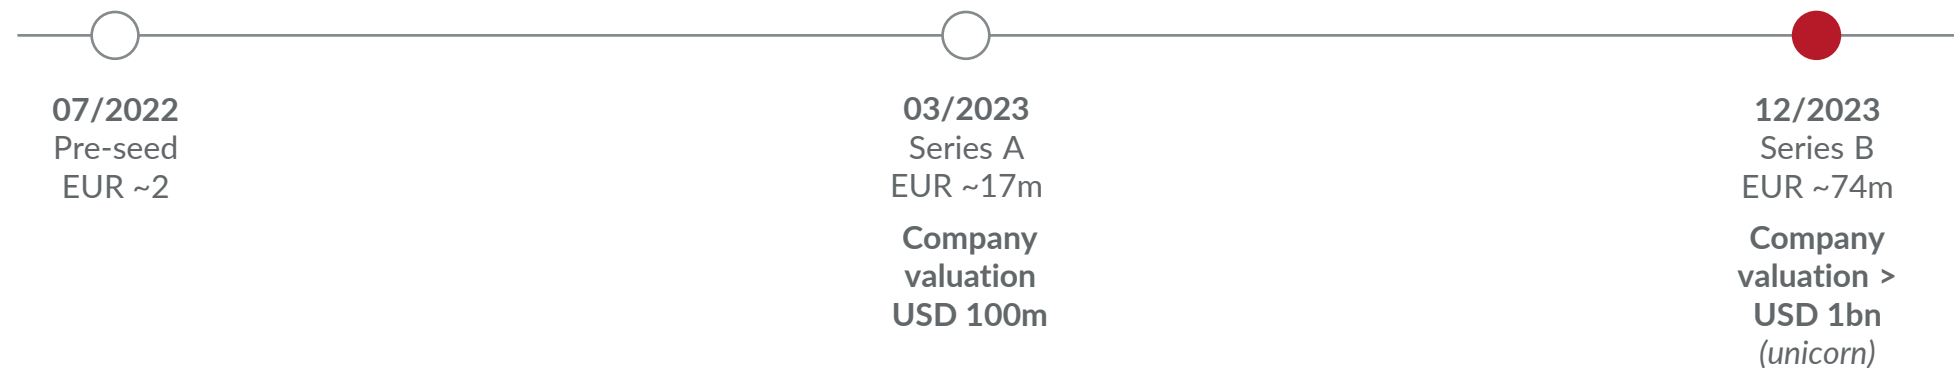 07/2022
Pre-seed
EUR ~2
03/2023
Series A
EUR ~17m
Company
valuation
USD 100m
12/2023
Series B
EUR ~74m
Company
valuation >
USD 1bn
(unicorn)